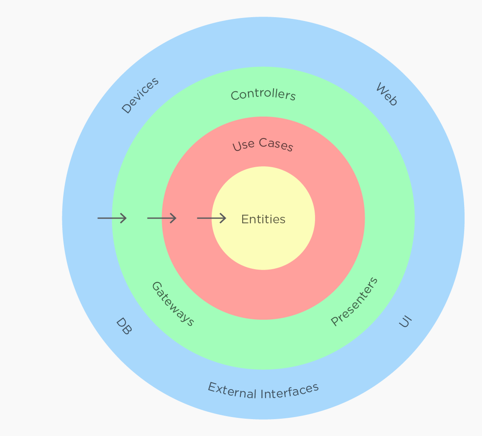 Devices
Web
Controllers
Use Cases
Entities
Gateways
Presenters
DB
UI
External Interfaces